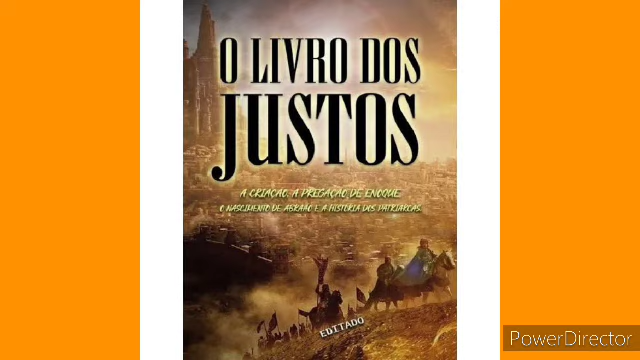 O LIVRO DOS
JUSTOS
A CRIAÇÃO, A PREGAÇÃO DE ENOQUE
O NASCIMENTO DE ABRAÃO E A HISTÓRIA DOS PATRIARCAS.
EDITADO
PowerDirector